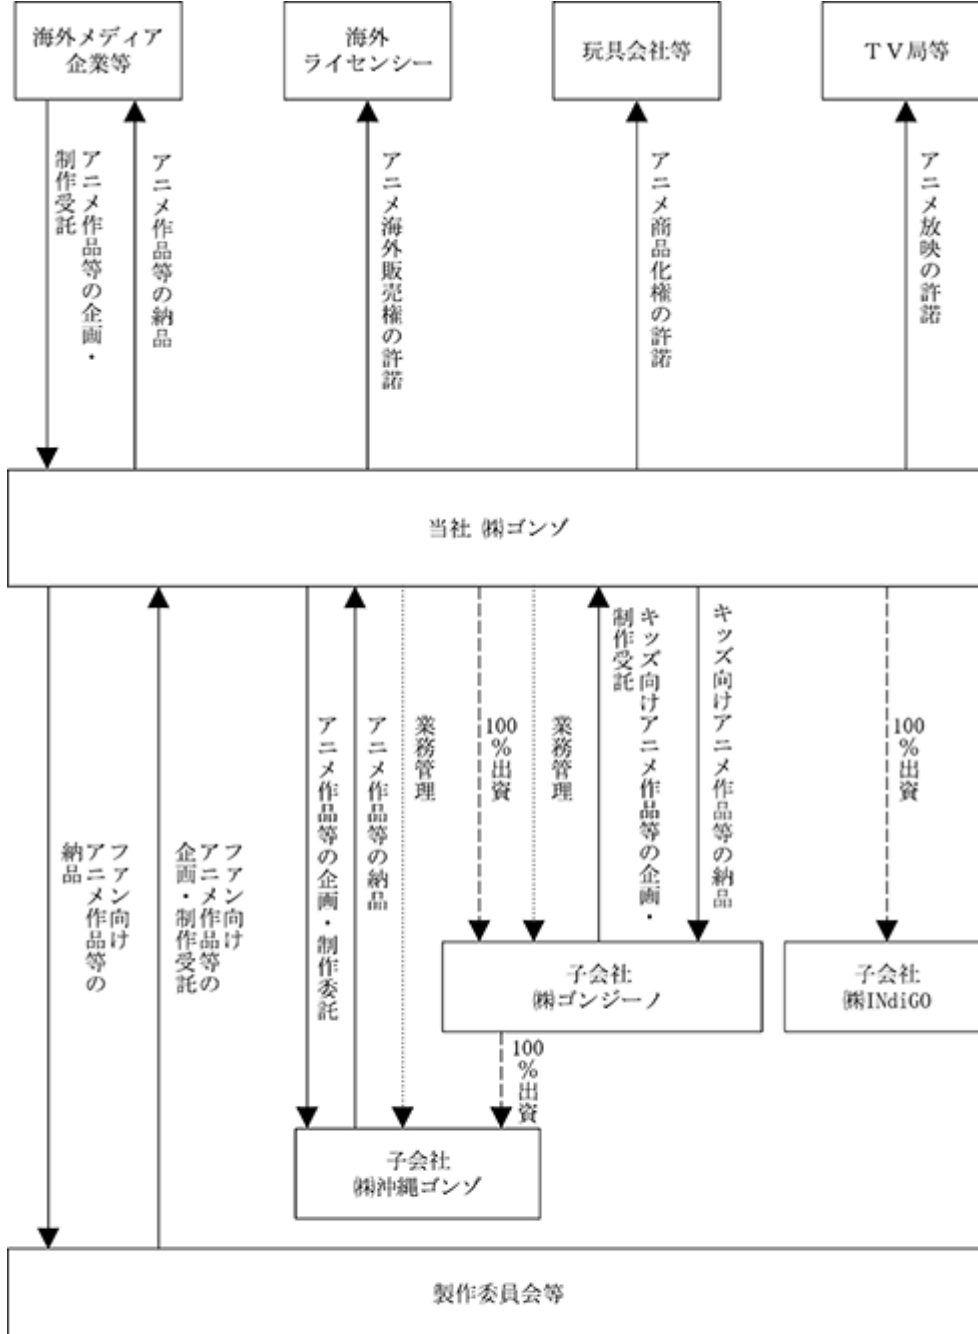 海外メディア
企業等
海外
ライセンシー
玩具会社等
ＴＶ局等
アニメ作品等の企画・
制作受託
アニメ作品等の納品
アニメ海外販売権の許諾
アニメ商品化権の許諾
アニメ放映の許諾
当社 ㈱ゴンゾ
ファン向け
アニメ作品等の
納品
ファン向け
アニメ作品等の
企画・制作受託
アニメ作品等の企画・制作委託
アニメ作品等の納品
業務管理
100％出資
業務管理
キッズ向けアニメ作品等の企画・
制作受託
キッズ向けアニメ作品等の納品
100％出資
子会社
㈱ゴンジーノ
子会社
㈱INdiGO
100％出資
子会社
㈱沖縄ゴンゾ
製作委員会等